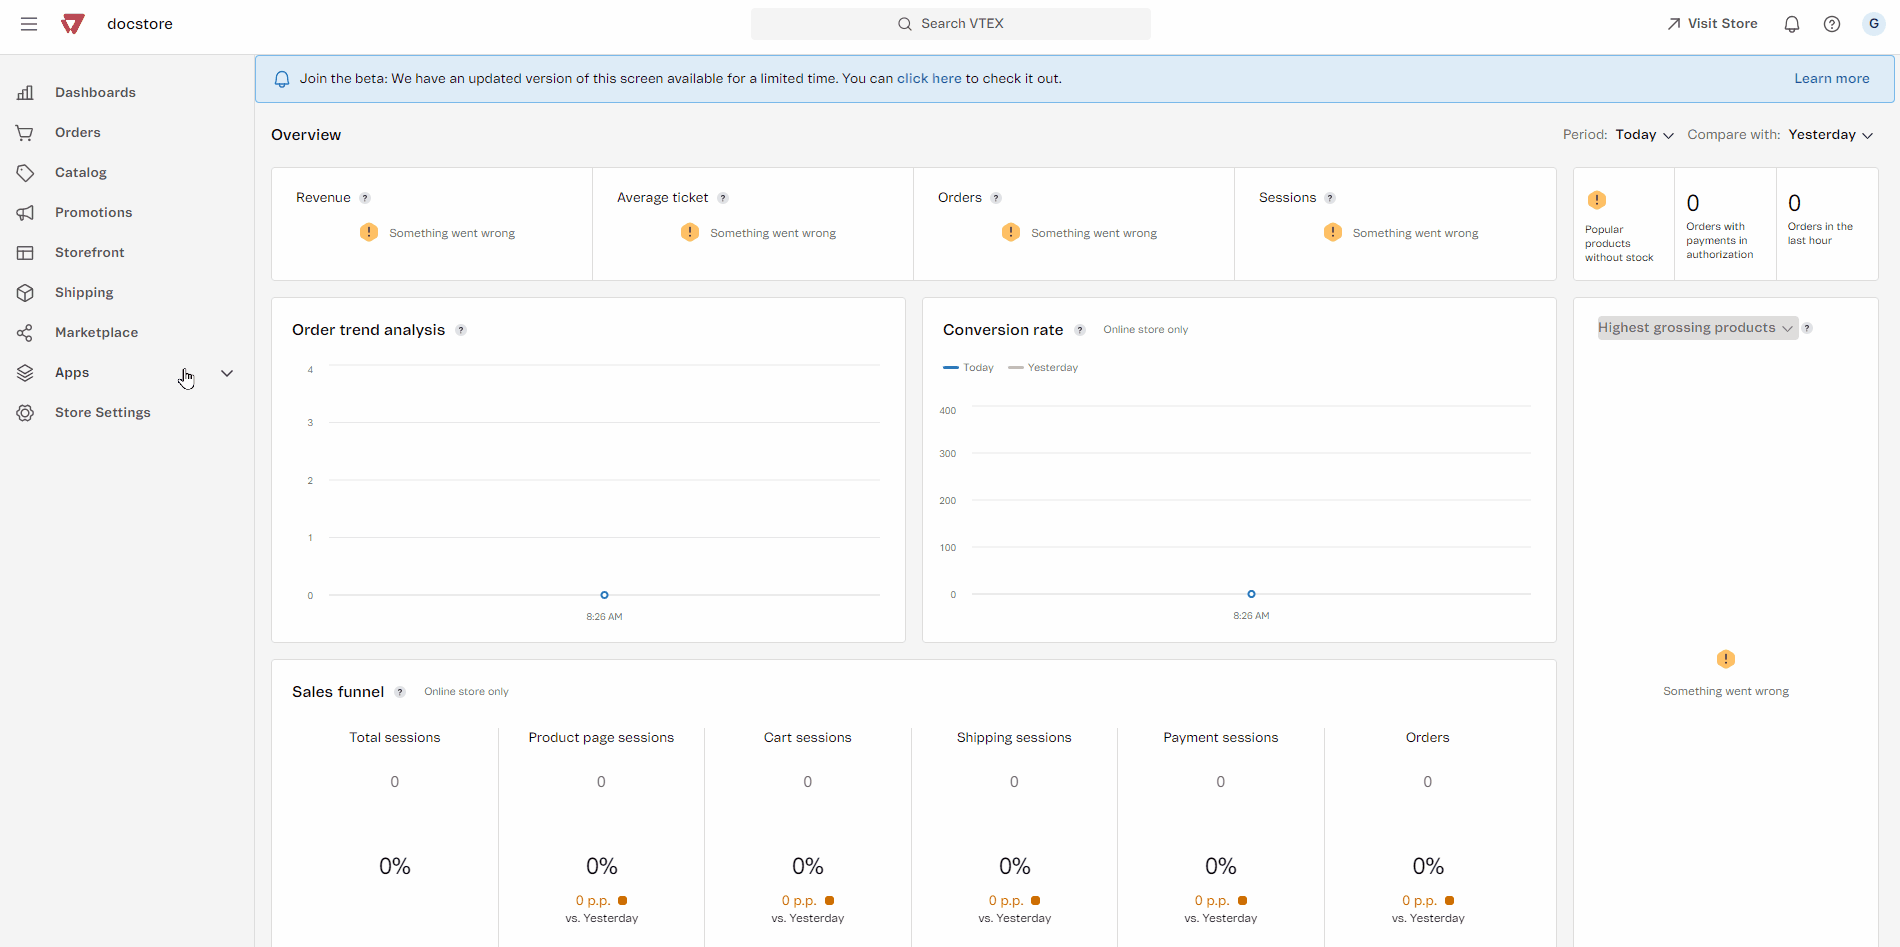 docstore
Search VTEX
Visit Store
G
Dashboards
Orders
Catalog
Promotions
Storefront
Shipping
Marketplace
Apps
Store Settings
Join the beta: We have an updated version of this screen available for a limited time. You can click here to check it out.
Learn more
Overview
Period: Today
Compare with: Yesterday
Revenue ?
! Something went wrong
Average ticket ?
! Something went wrong
Orders ?
! Something went wrong
Sessions ?
! Something went wrong
!
Popular
products
without stock
0
Orders with
payments in
authorization
0
Orders in the
last hour
Order trend analysis ?
4
3
2
1
0
8:26 AM
Conversion rate ? Online store only
Today Yesterday
400
300
200
100
0
8:26 AM
Highest grossing products ?
!
Something went wrong
Sales funnel ? Online store only
Total sessions
0
0%
Product page sessions
0
0%
0 p.p.
vs. Yesterday
Cart sessions
0
0%
0 p.p.
vs. Yesterday
Shipping sessions
0
0%
0 p.p.
vs. Yesterday
Payment sessions
0
0%
0 p.p.
vs. Yesterday
Orders
0
0%
0 p.p.
vs. Yesterday